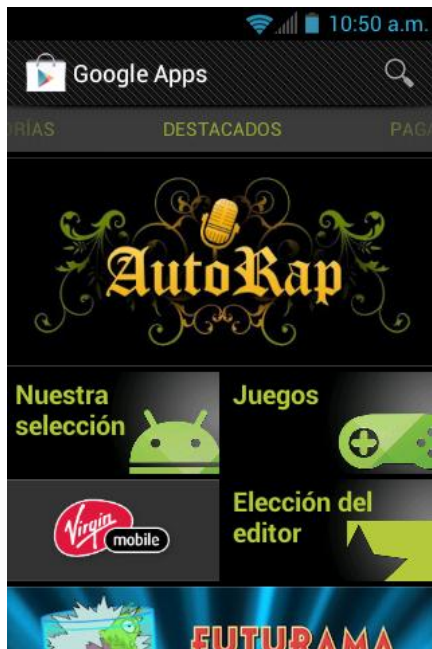 10:50 a.m.
Google Apps
RÍAS DESTACADOS PAGA
AutoRap
Nuestra
selección
Juegos
Virgin
mobile
Elección del
editor
FUTURAMA